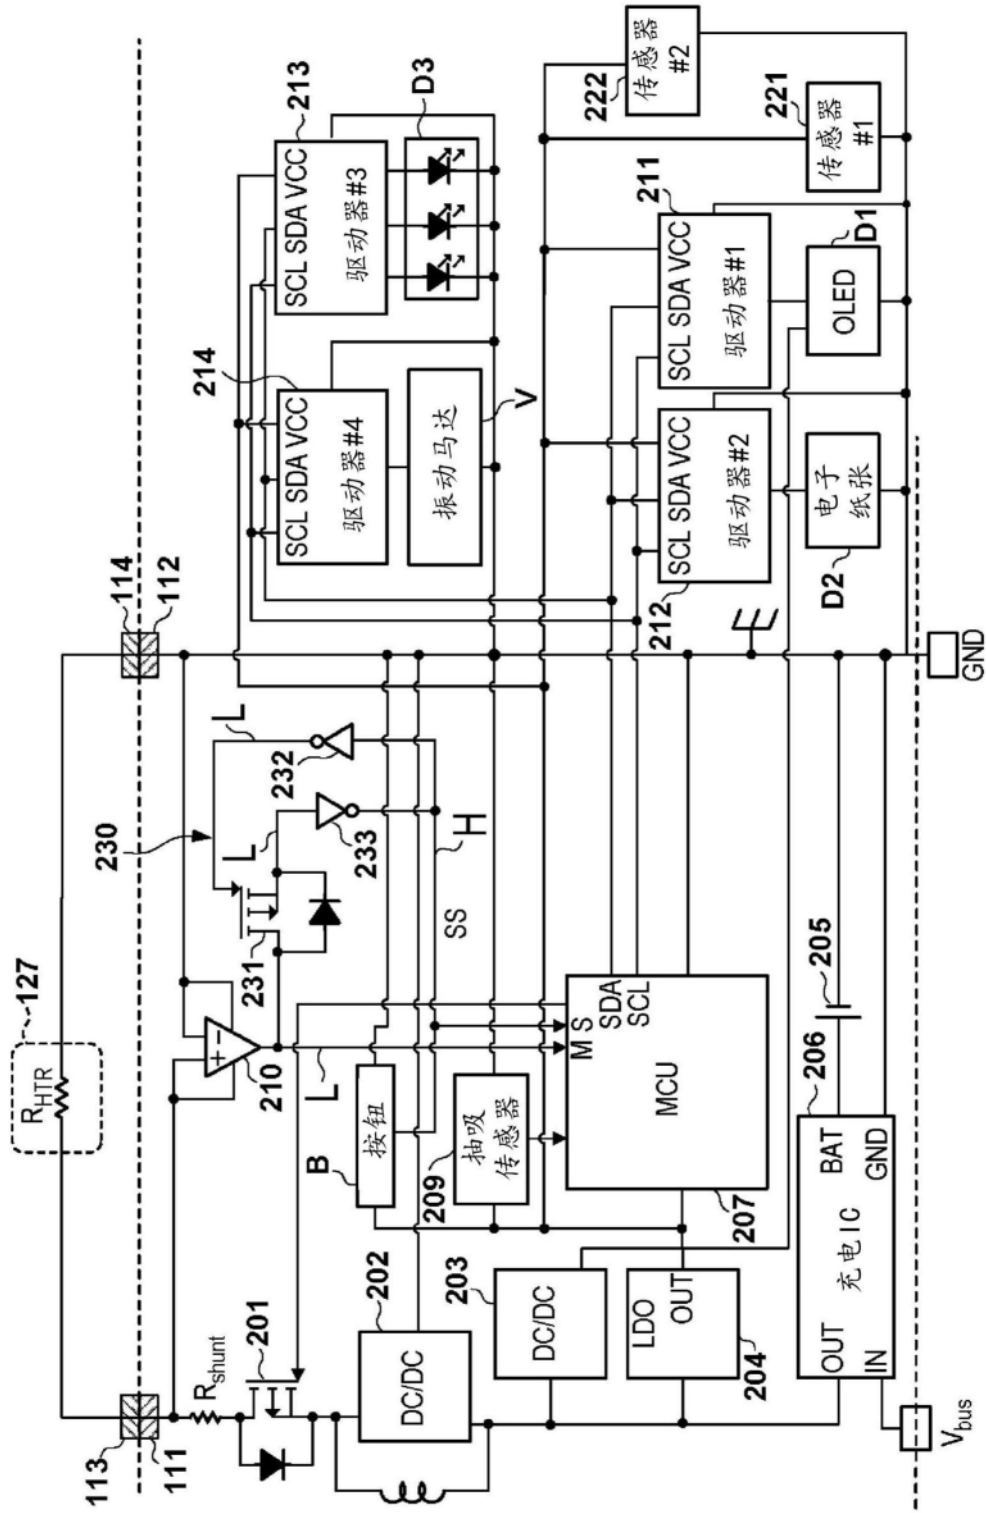 127
R_HTR
113
111
114
112
R_shunt
201
210
231
230
L
L
232
233
L
H
SS
B
按钮
202
DC/DC
209
抽吸
传感器
M
S
SDA
SCL
MCU
207
203
DC/DC
LDO
OUT
204
205
206
BAT
GND
充电IC
OUT
IN
V_bus
GND
213
SCL SDA VCC
驱动器#3
D3
214
SCL SDA VCC
驱动器#4
振动马达
V
222
传感器
#2
221
传感器
#1
211
SCL SDA VCC
驱动器#1
OLED
D1
212
SCL SDA VCC
驱动器#2
电子
纸张
D2